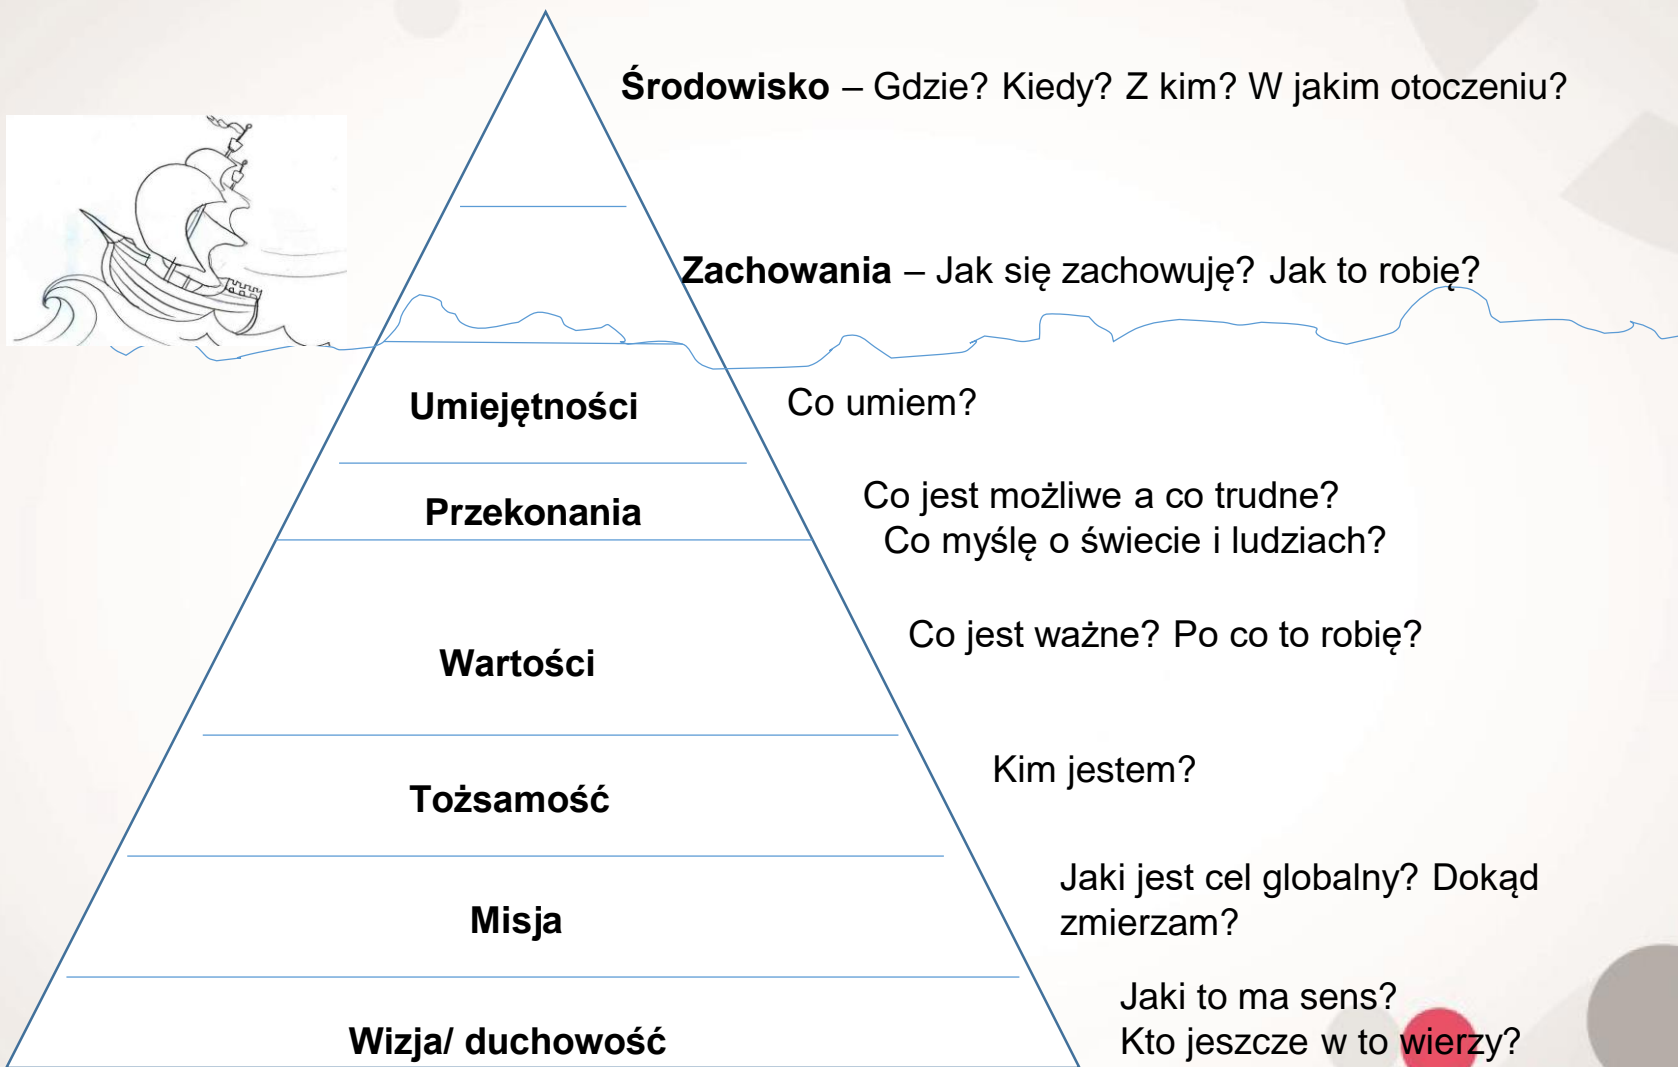 Środowisko – Gdzie? Kiedy? Z kim? W jakim otoczeniu?
Zachowania – Jak się zachowuję? Jak to robię?
Umiejętności
Co umiem?
Przekonania
Co jest możliwe a co trudne?
Co myślę o świecie i ludziach?
Wartości
Co jest ważne? Po co to robię?
Tożsamość
Kim jestem?
Misja
Jaki jest cel globalny? Dokąd
zmierzam?
Wizja/ duchowość
Jaki to ma sens?
Kto jeszcze w to wierzy?